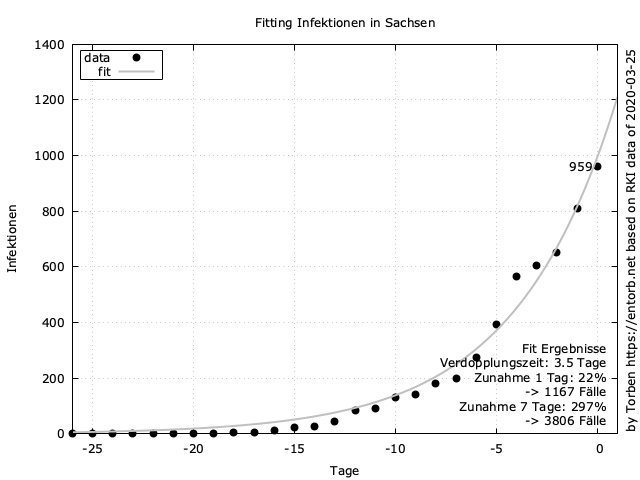 Fitting Infektionen in Sachsen
data
fit
1400
1200
1000
800
600
400
200
0
Infektionen
959
Fit Ergebnisse
Verdopplungszeit: 3.5 Tage
Zunahme 1 Tag: 22%
-> 1167 Fälle
Zunahme 7 Tage: 297%
-> 3806 Fälle
-25
-20
-15
-10
-5
0
Tage
by Torben https://entorb.net based on RKI data of 2020-03-25